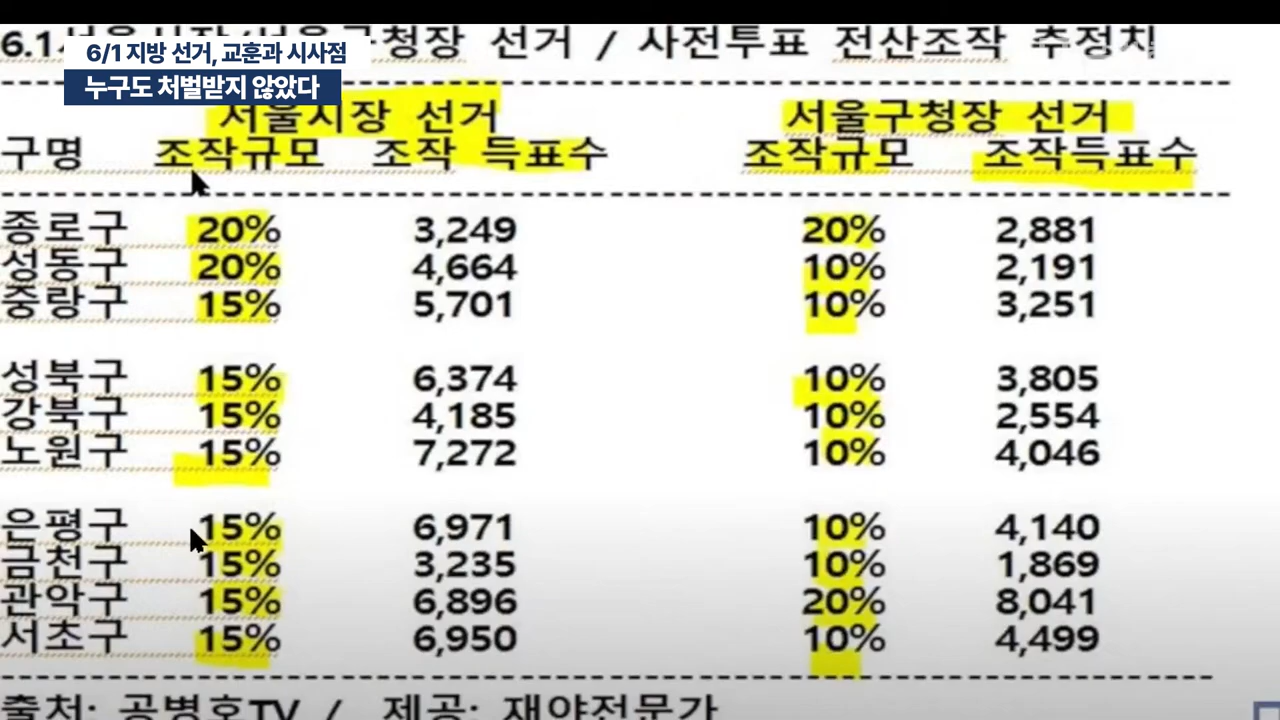 6.1 서울시장/서울구청장 선거 / 사전투표 전산조작 추정치
6/1 지방 선거, 교훈과 시사점
누구도 처벌받지 않았다
서울시장 선거 서울구청장 선거
구명 조작규모 조작 득표수 조작규모 조작득표수
종로구 20% 3,249 20% 2,881
성동구 20% 4,664 10% 2,191
중랑구 15% 5,701 10% 3,251
성북구 15% 6,374 10% 3,805
강북구 15% 4,185 10% 2,554
노원구 15% 7,272 10% 4,046
은평구 15% 6,971 10% 4,140
금천구 15% 3,235 10% 1,869
관악구 15% 6,896 20% 8,041
서초구 15% 6,950 10% 4,499
출처: 공병호TV / 제공: 재야전문가